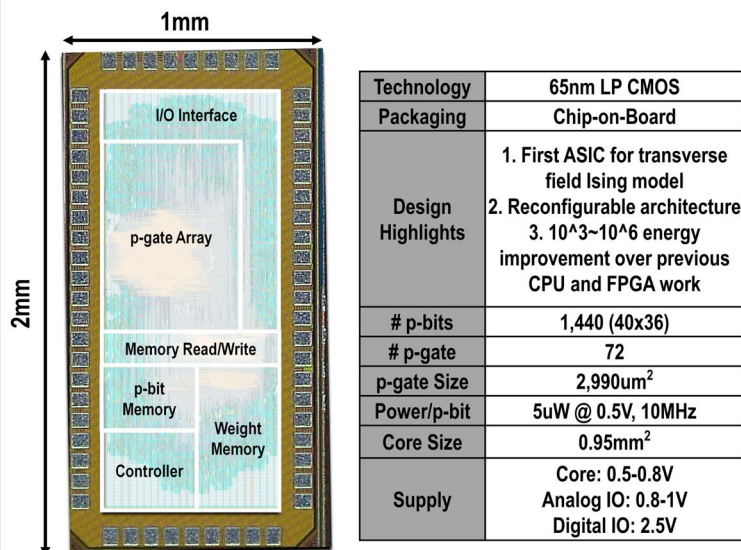 1mm
2mm
I/O Interface
p-gate Array
Memory Read/Write
p-bit
Memory
Weight
Memory
Controller
Technology 65nm LP CMOS
Packaging Chip-on-Board
Design
Highlights
1. First ASIC for transverse
field Ising model
2. Reconfigurable architecture
3. 10^3~10^6 energy
improvement over previous
CPU and FPGA work
# p-bits 1,440 (40x36)
# p-gate 72
p-gate Size 2,990um²
Power/p-bit 5uW @ 0.5V, 10MHz
Core Size 0.95mm²
Supply
Core: 0.5-0.8V
Analog IO: 0.8-1V
Digital IO: 2.5V